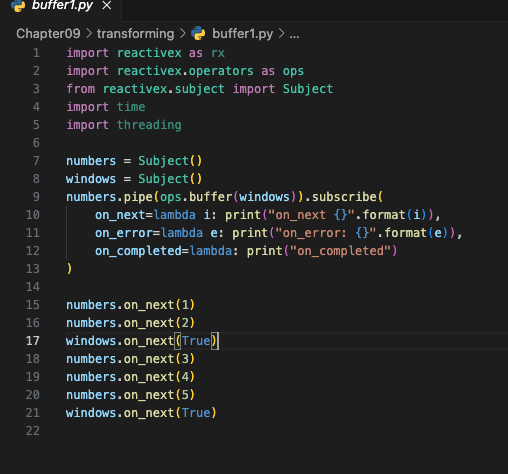 buffer1.py ×
Chapter09 > transforming > buffer1.py > ...
1 import reactivex as rx
2 import reactivex.operators as ops
3 from reactivex.subject import Subject
4 import time
5 import threading
6
7 numbers = Subject()
8 windows = Subject()
9 numbers.pipe(ops.buffer(windows)).subscribe(
10     on_next=lambda i: print("on_next {}".format(i)),
11     on_error=lambda e: print("on_error: {}".format(e)),
12     on_completed=lambda: print("on_completed")
13 )
14
15 numbers.on_next(1)
16 numbers.on_next(2)
17 windows.on_next(True)
18 numbers.on_next(3)
19 numbers.on_next(4)
20 numbers.on_next(5)
21 windows.on_next(True)
22